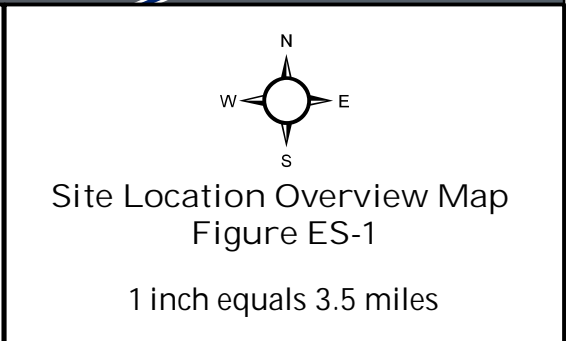 N
W E
S
Site Location Overview Map
Figure ES-1
1 inch equals 3.5 miles